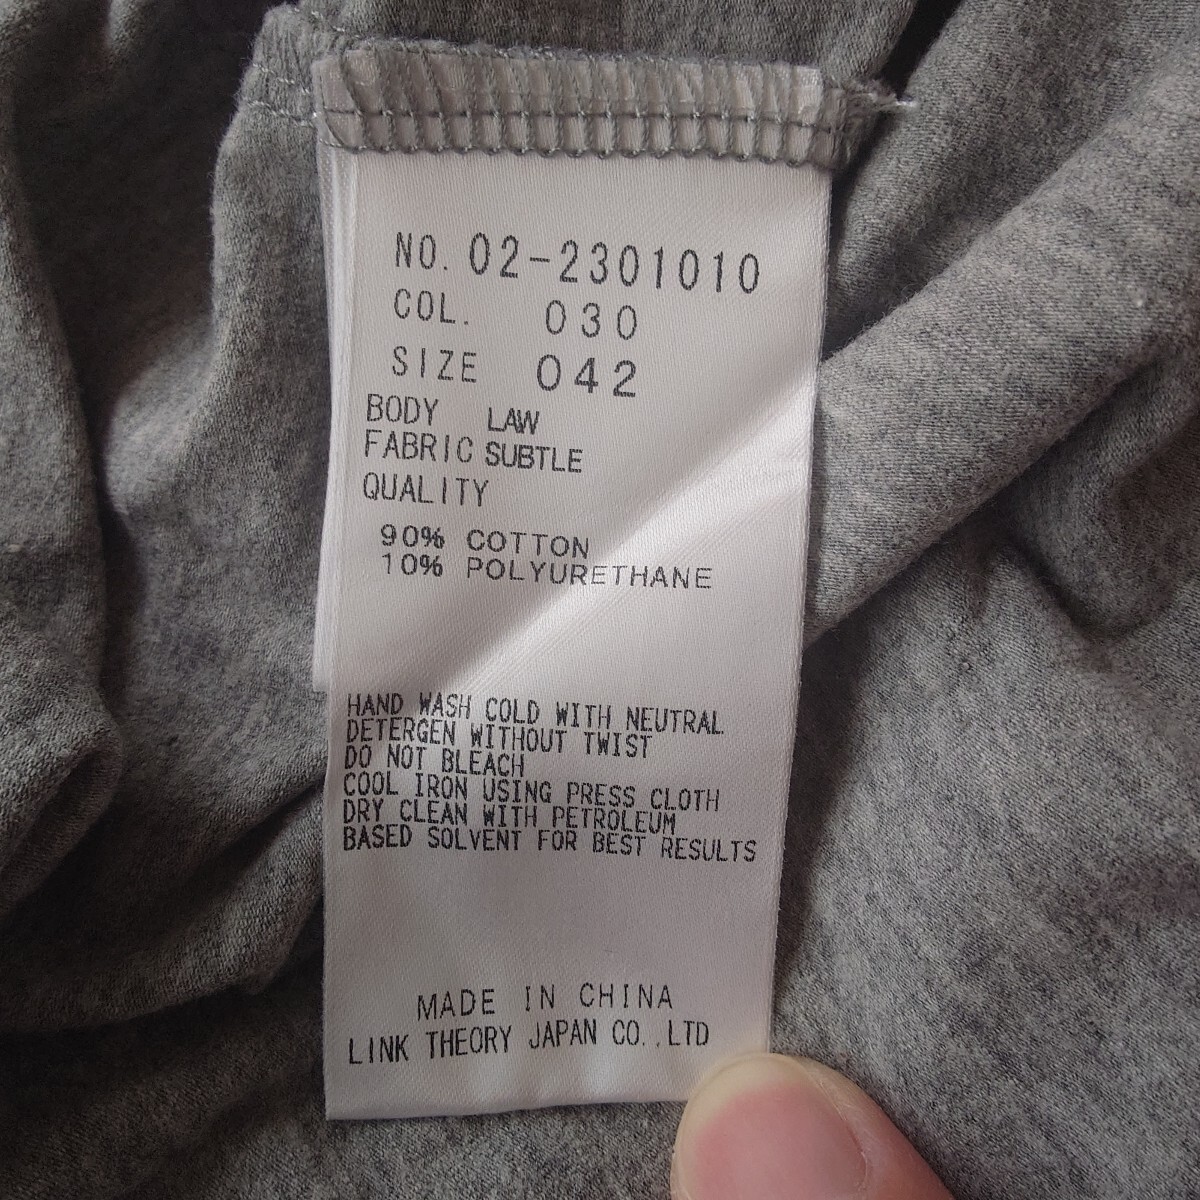 NO. 02-2301010
COL. 030
SIZE 042
BODY LAW
FABRIC SUBTLE
QUALITY
90% COTTON
10% POLYURETHANE
HAND WASH COLD WITH NEUTRAL
DETERGEN WITHOUT TWIST
DO NOT BLEACH
COOL IRON USING PRESS CLOTH
DRY CLEAN WITH PETROLEUM
BASED SOLVENT FOR BEST RESULTS
MADE IN CHINA
LINK THEORY JAPAN CO.,LTD